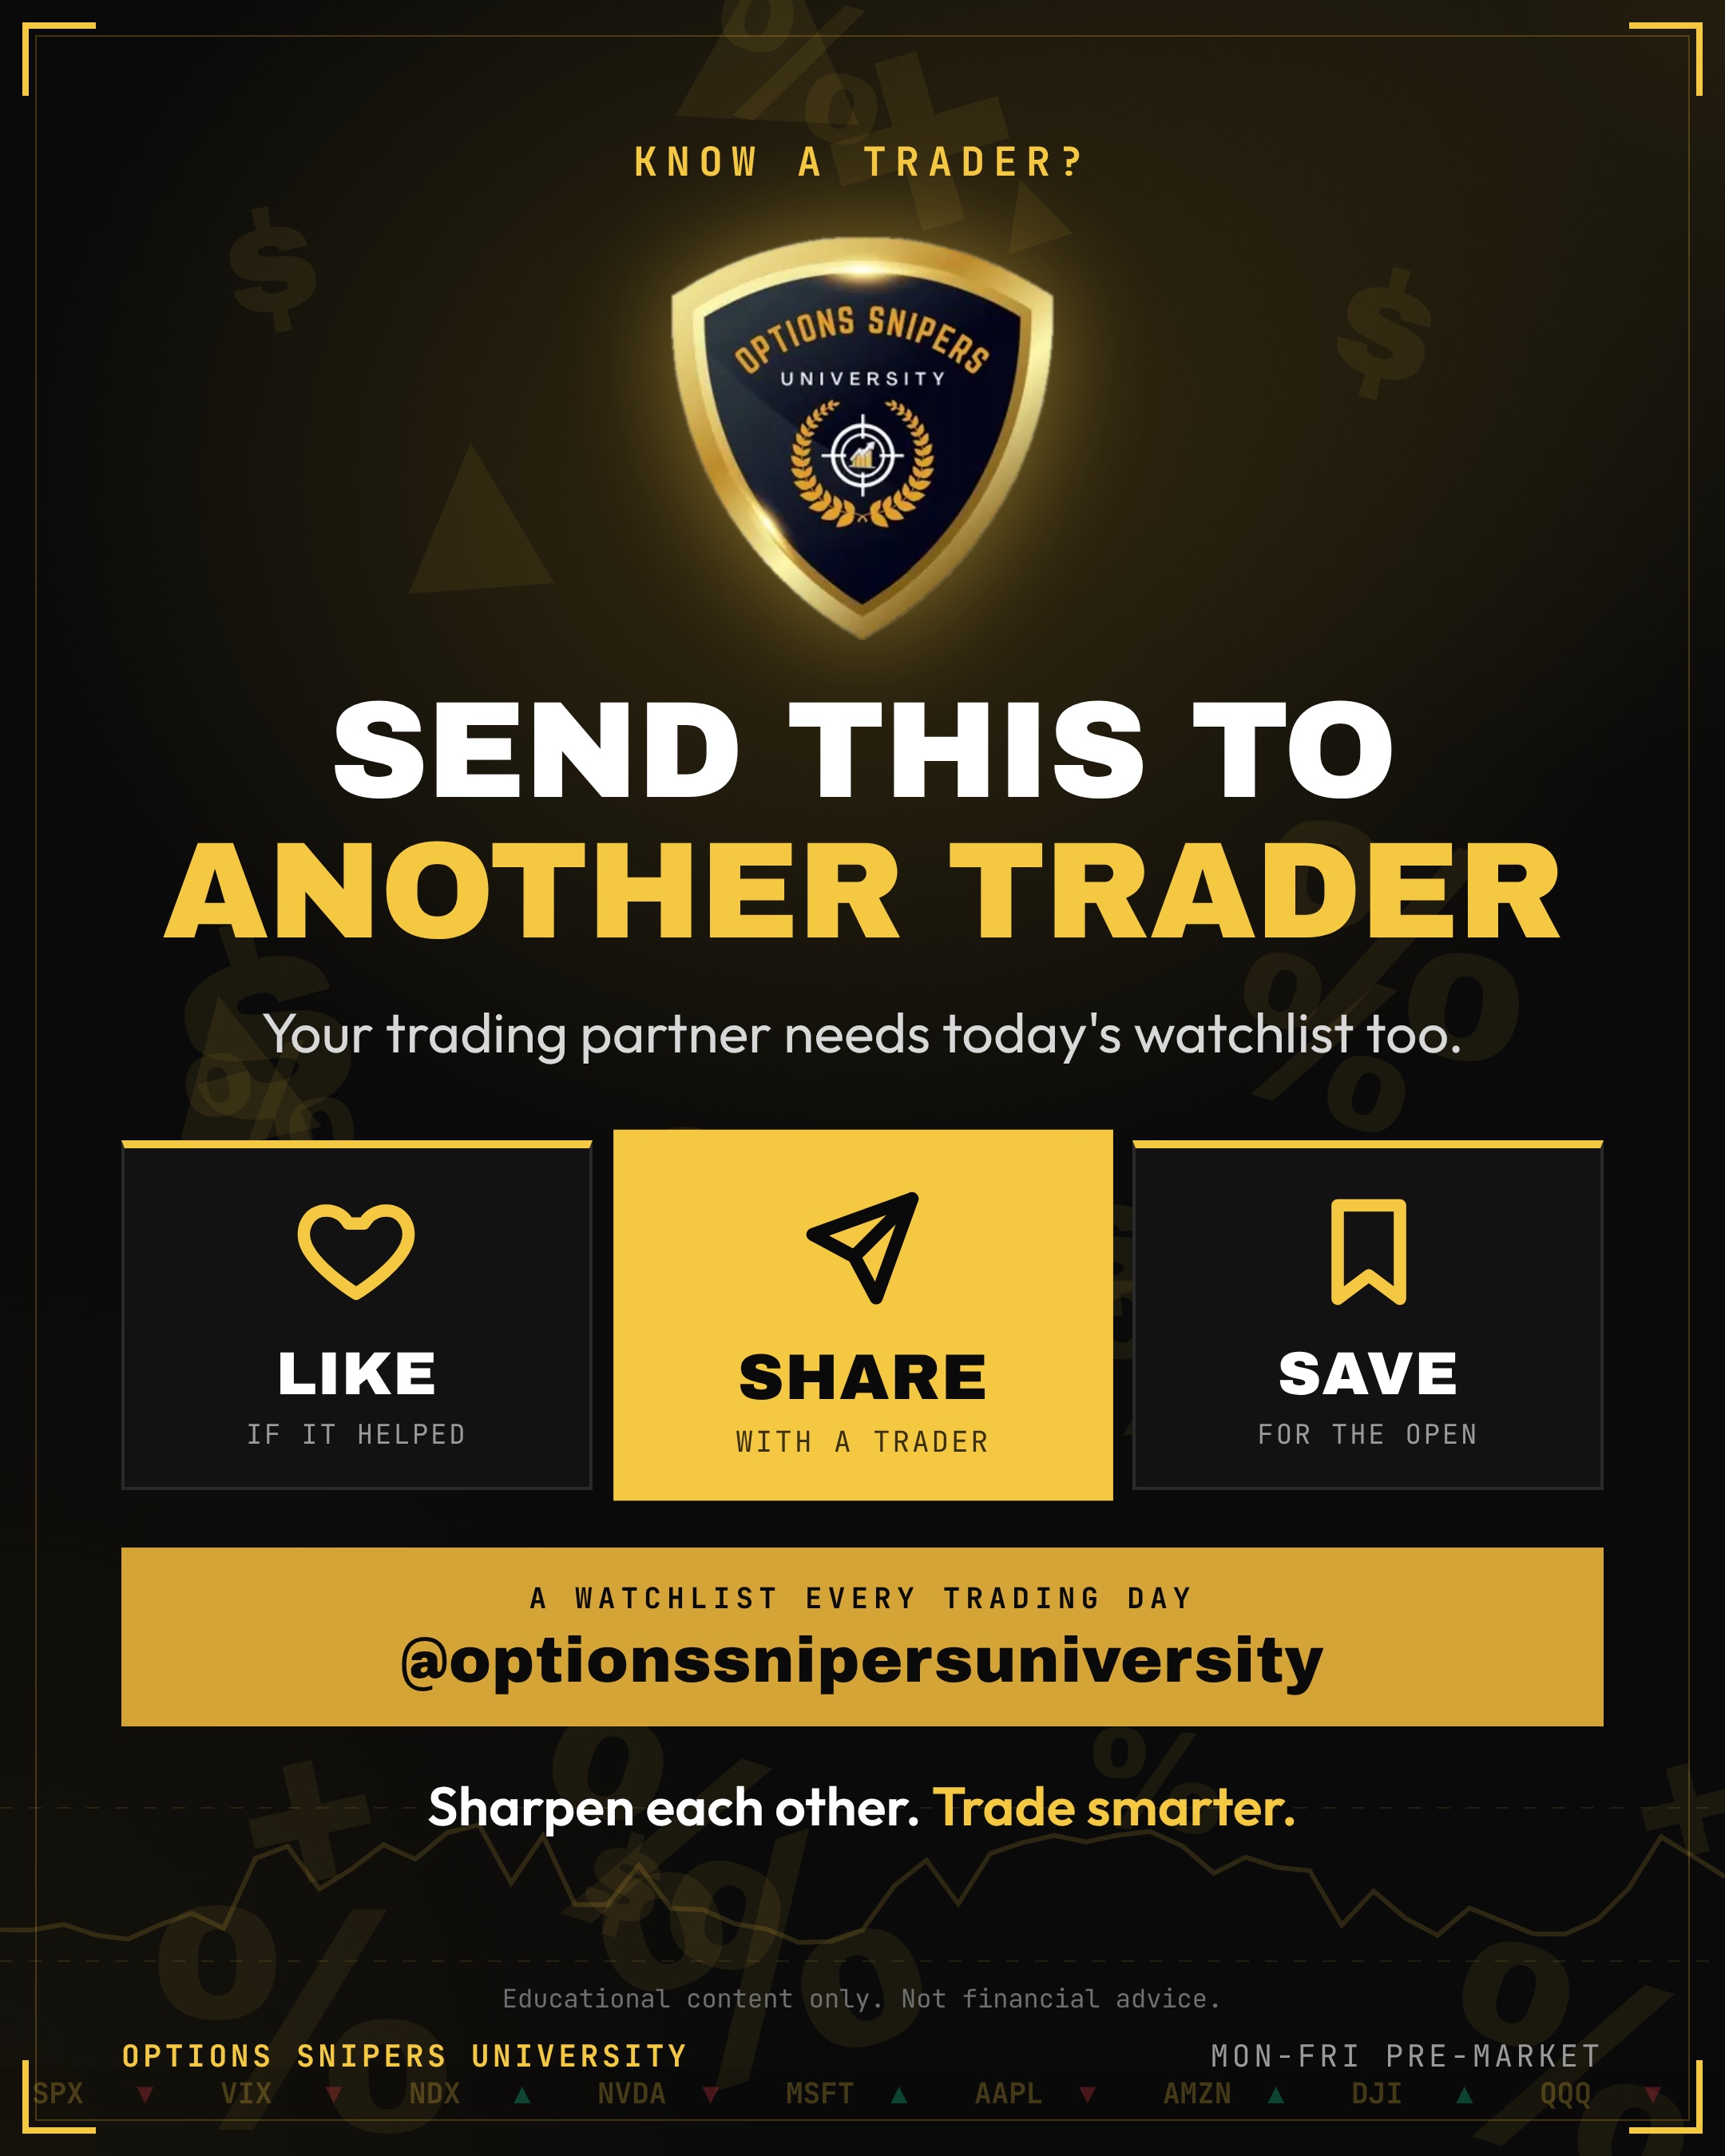 KNOW A TRADER?
OPTIONS SNIPERS
UNIVERSITY
SEND THIS TO
ANOTHER TRADER
Your trading partner needs today's watchlist too.
LIKE
IF IT HELPED
SHARE
WITH A TRADER
SAVE
FOR THE OPEN
A WATCHLIST EVERY TRADING DAY
@optionssnipersuniversity
Sharpen each other. Trade smarter.
Educational content only. Not financial advice.
OPTIONS SNIPERS UNIVERSITY
MON-FRI PRE-MARKET
SPX ▼ VIX ▼ NDX ▲ NVDA ▼ MSFT ▲ AAPL ▼ AMZN ▲ DJI ▲ QQQ ▼